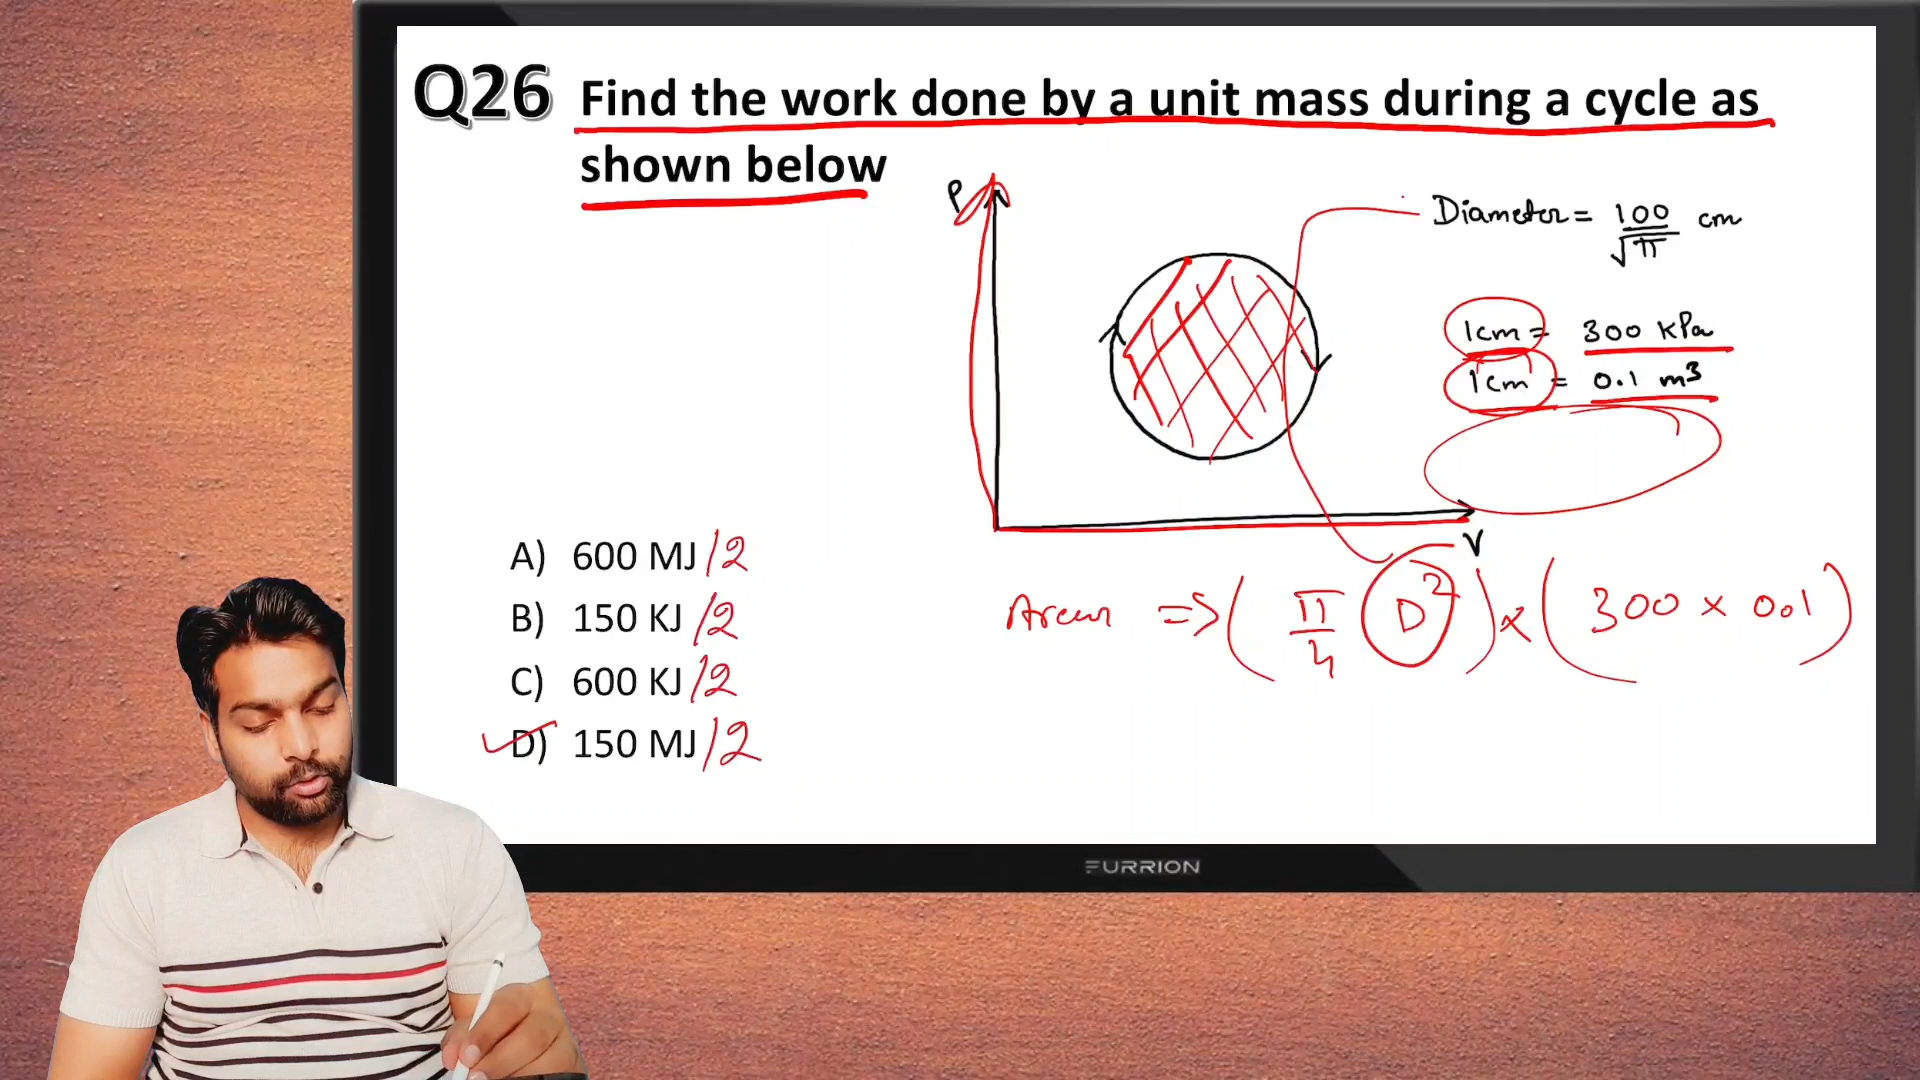 Q26 Find the work done by a unit mass during a cycle as
shown below
P
Diameter = 100/√π cm
1cm = 300 kPa
1cm = 0.1 m³
V
A) 600 MJ/2
B) 150 KJ/2
C) 600 KJ/2
D) 150 MJ/2
Area => (π/4 D²) × (300 × 0.1)
FURRION